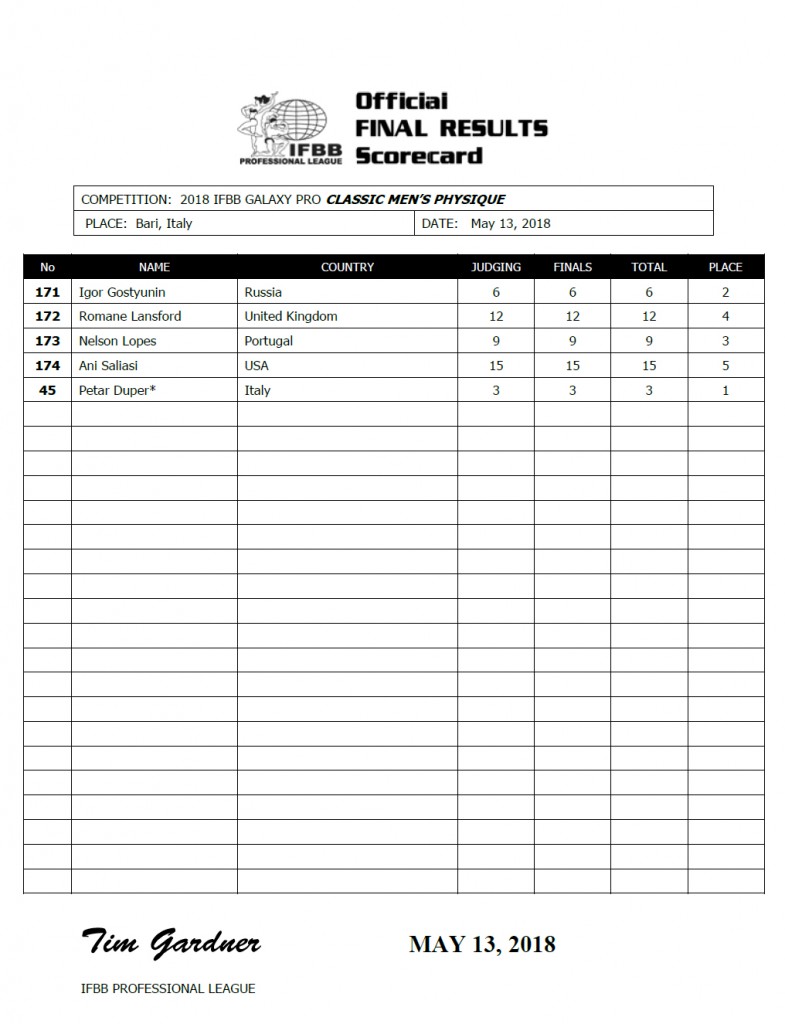 Official
FINAL RESULTS
Scorecard
IFBB
PROFESSIONAL LEAGUE
COMPETITION: 2018 IFBB GALAXY PRO CLASSIC MEN'S PHYSIQUE
PLACE: Bari, Italy DATE: May 13, 2018
No NAME COUNTRY JUDGING FINALS TOTAL PLACE
171 Igor Gostyunin Russia 6 6 6 2
172 Romane Lansford United Kingdom 12 12 12 4
173 Nelson Lopes Portugal 9 9 9 3
174 Ani Saliasi USA 15 15 15 5
45 Petar Duper* Italy 3 3 3 1
Tim Gardner MAY 13, 2018
IFBB PROFESSIONAL LEAGUE